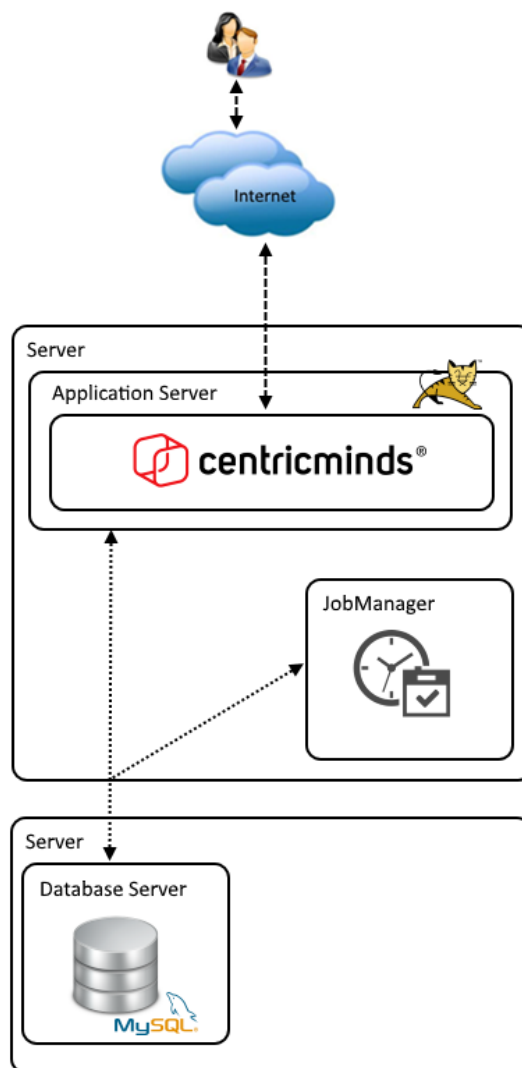 Internet
Server
Application Server
centricminds®
JobManager
Server
Database Server
MySQL®